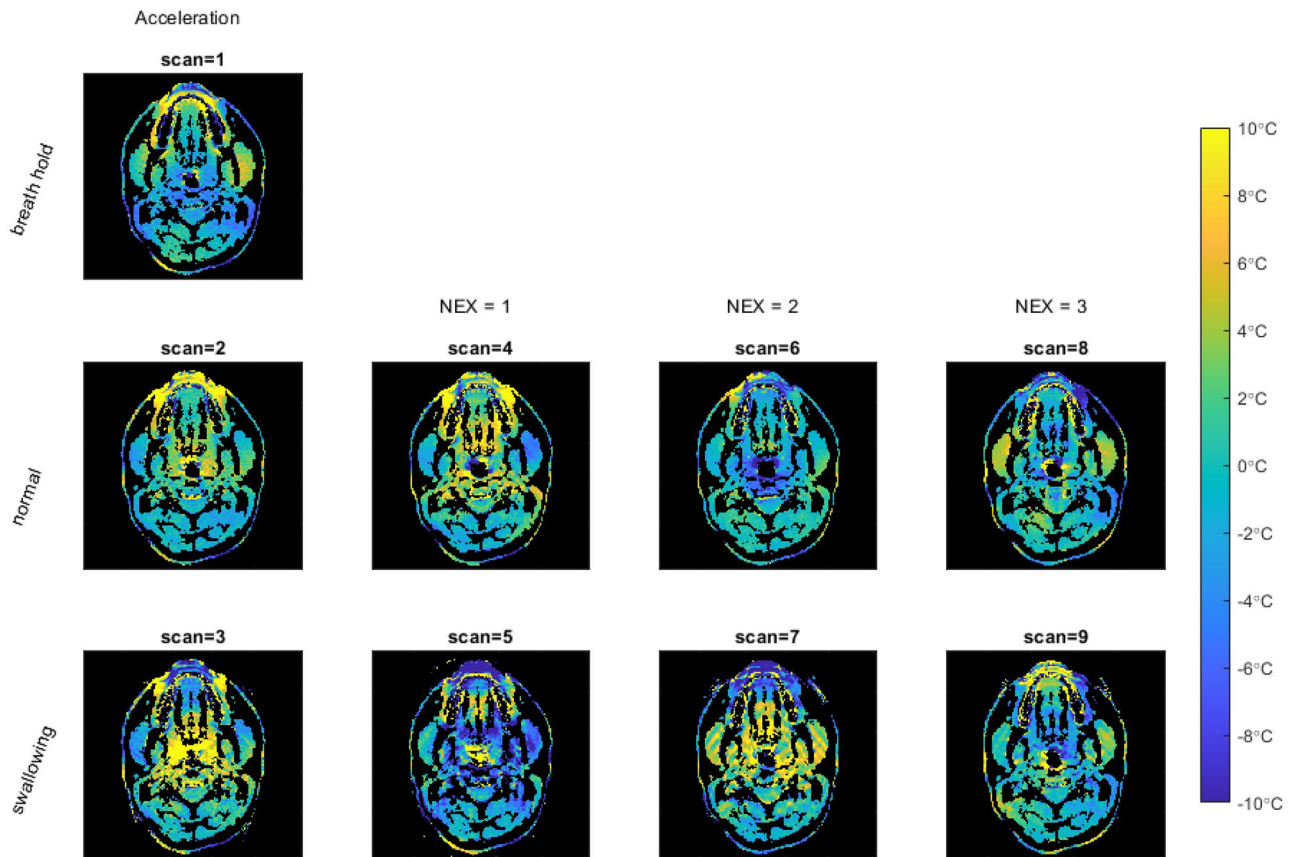 Acceleration
scan=1
breath hold
NEX = 1
NEX = 2
NEX = 3
scan=2
scan=4
scan=6
scan=8
normal
scan=3
scan=5
scan=7
scan=9
swallowing
10°C
8°C
6°C
4°C
2°C
0°C
-2°C
-4°C
-6°C
-8°C
-10°C